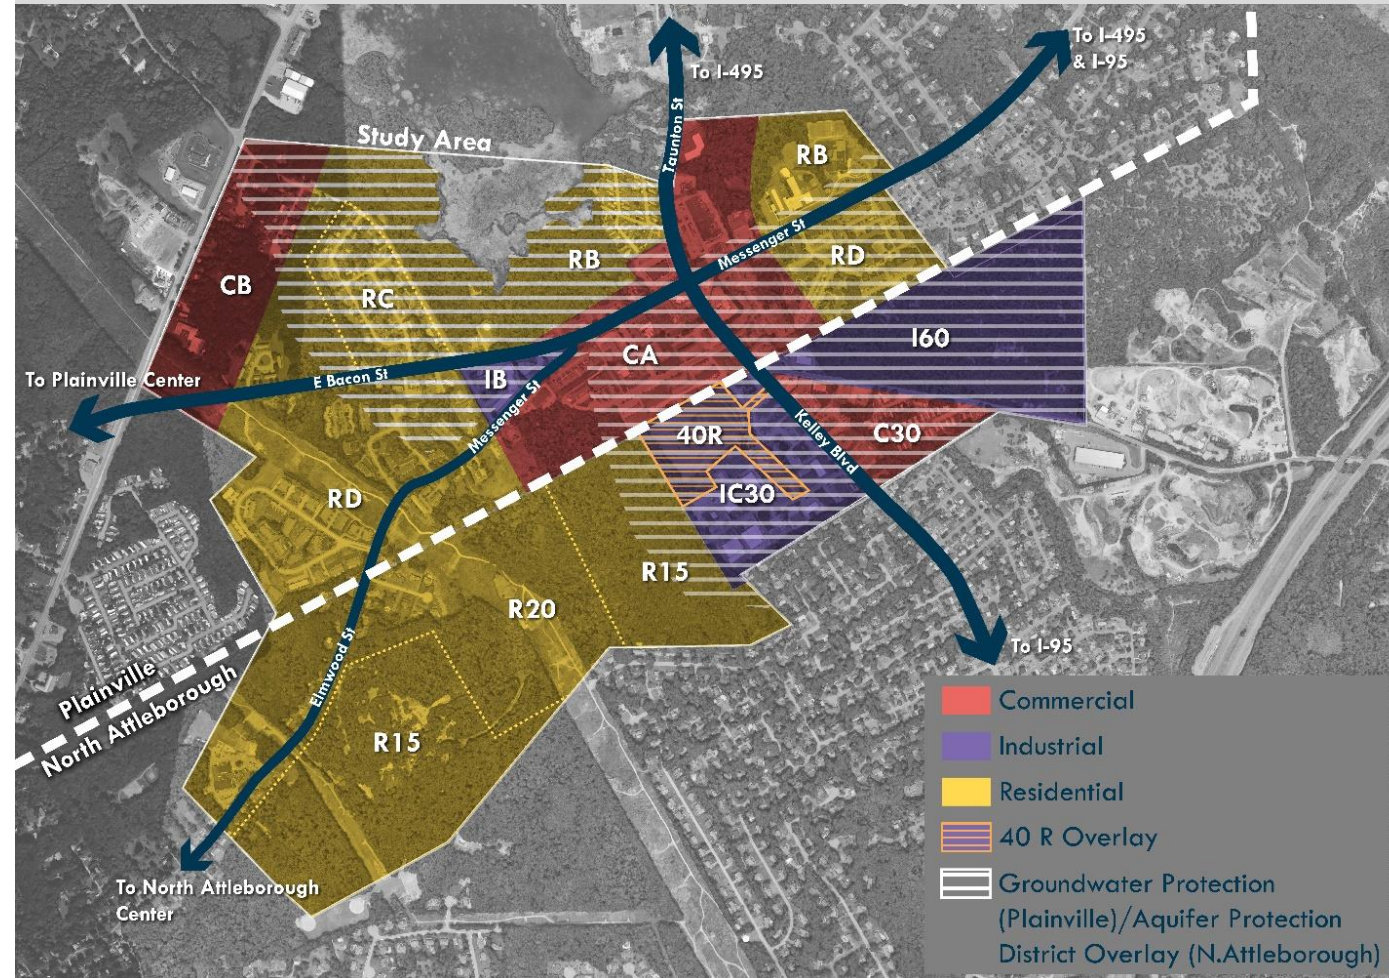 To I-495
To I-495
& I-95
Study Area
Taunton St
RB
Messenger St
RB
RD
CB
RC
I60
CA
To Plainville Center
E Bacon St
IB
Messenger St
40R
Kelley Blvd
C30
RD
IC30
R15
R20
To I-95
Elmwood St
Plainville
North Attleborough
R15
To North Attleborough
Center
Commercial
Industrial
Residential
40 R Overlay
Groundwater Protection
(Plainville)/Aquifer Protection
District Overlay (N.Attleborough)